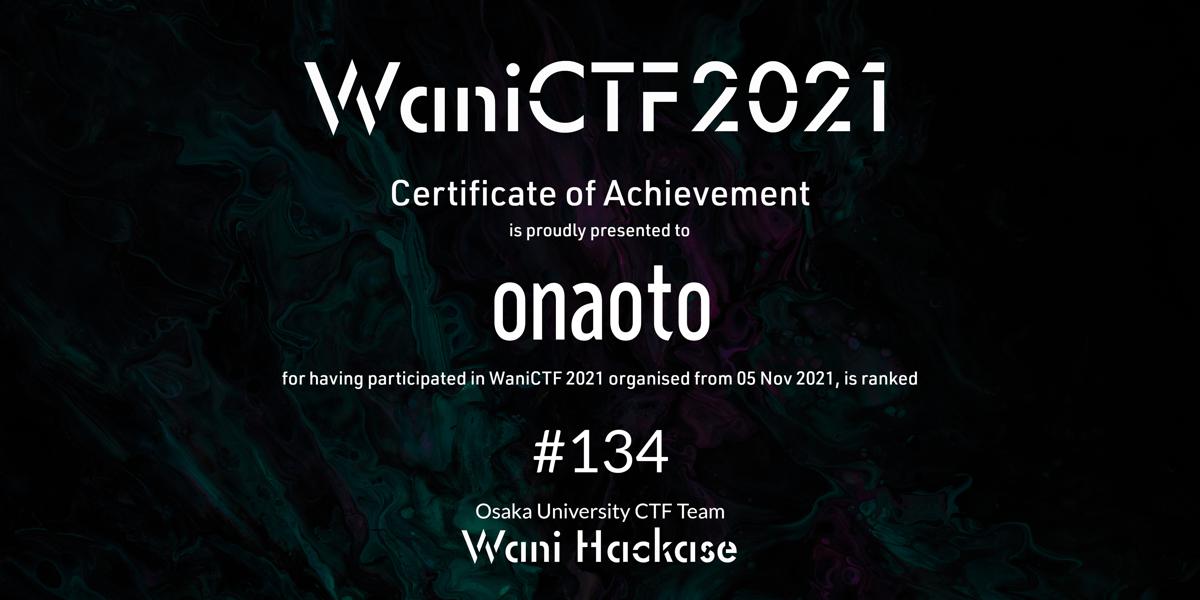 WaniCTF2021
Certificate of Achievement
is proudly presented to
onaoto
for having participated in WaniCTF 2021 organised from 05 Nov 2021, is ranked
#134
Osaka University CTF Team
Wani Hackase